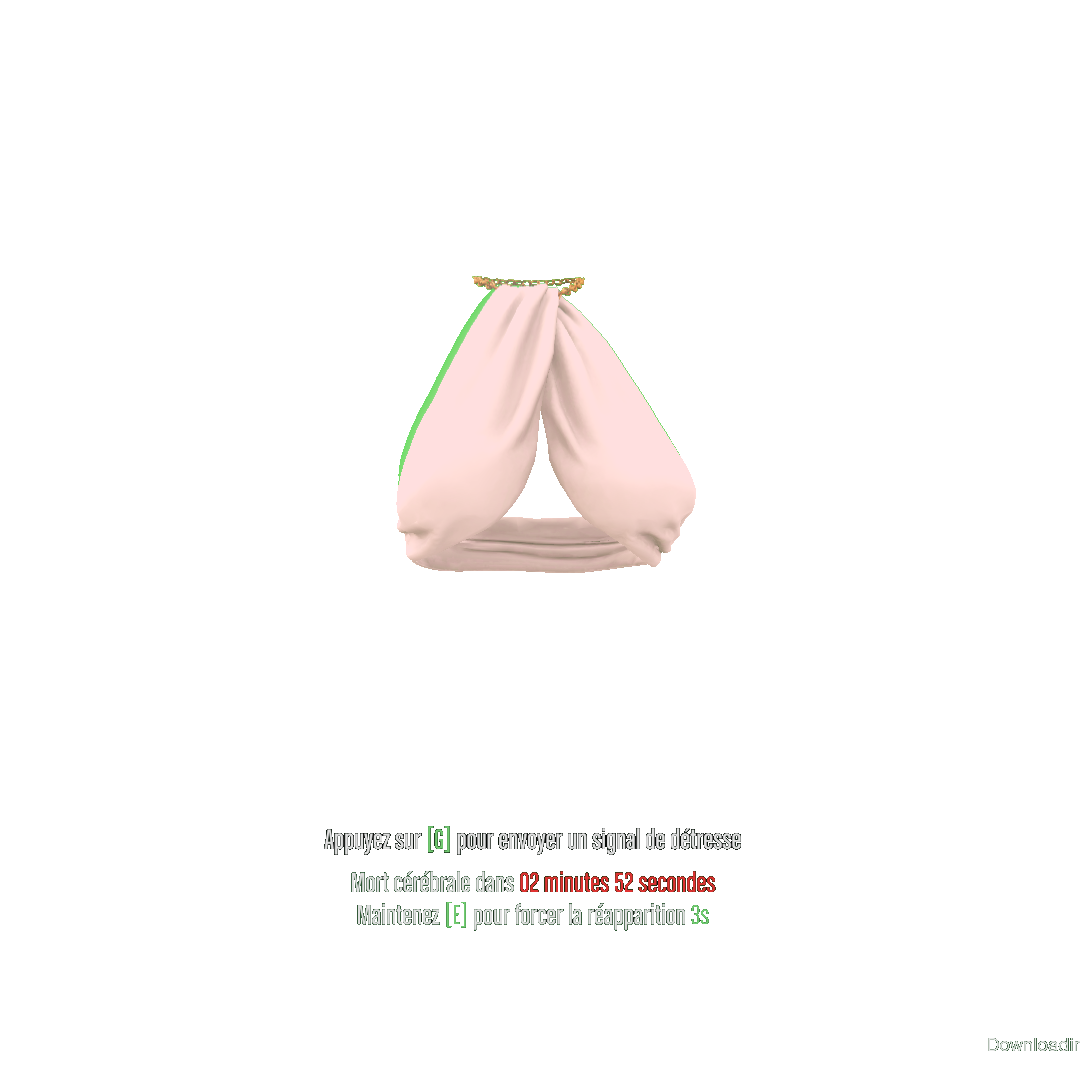 Appuyez sur [G] pour envoyer un signal de détresse
Mort cérébrale dans 02 minutes 52 secondes
Maintenez [E] pour forcer la réapparition 3s